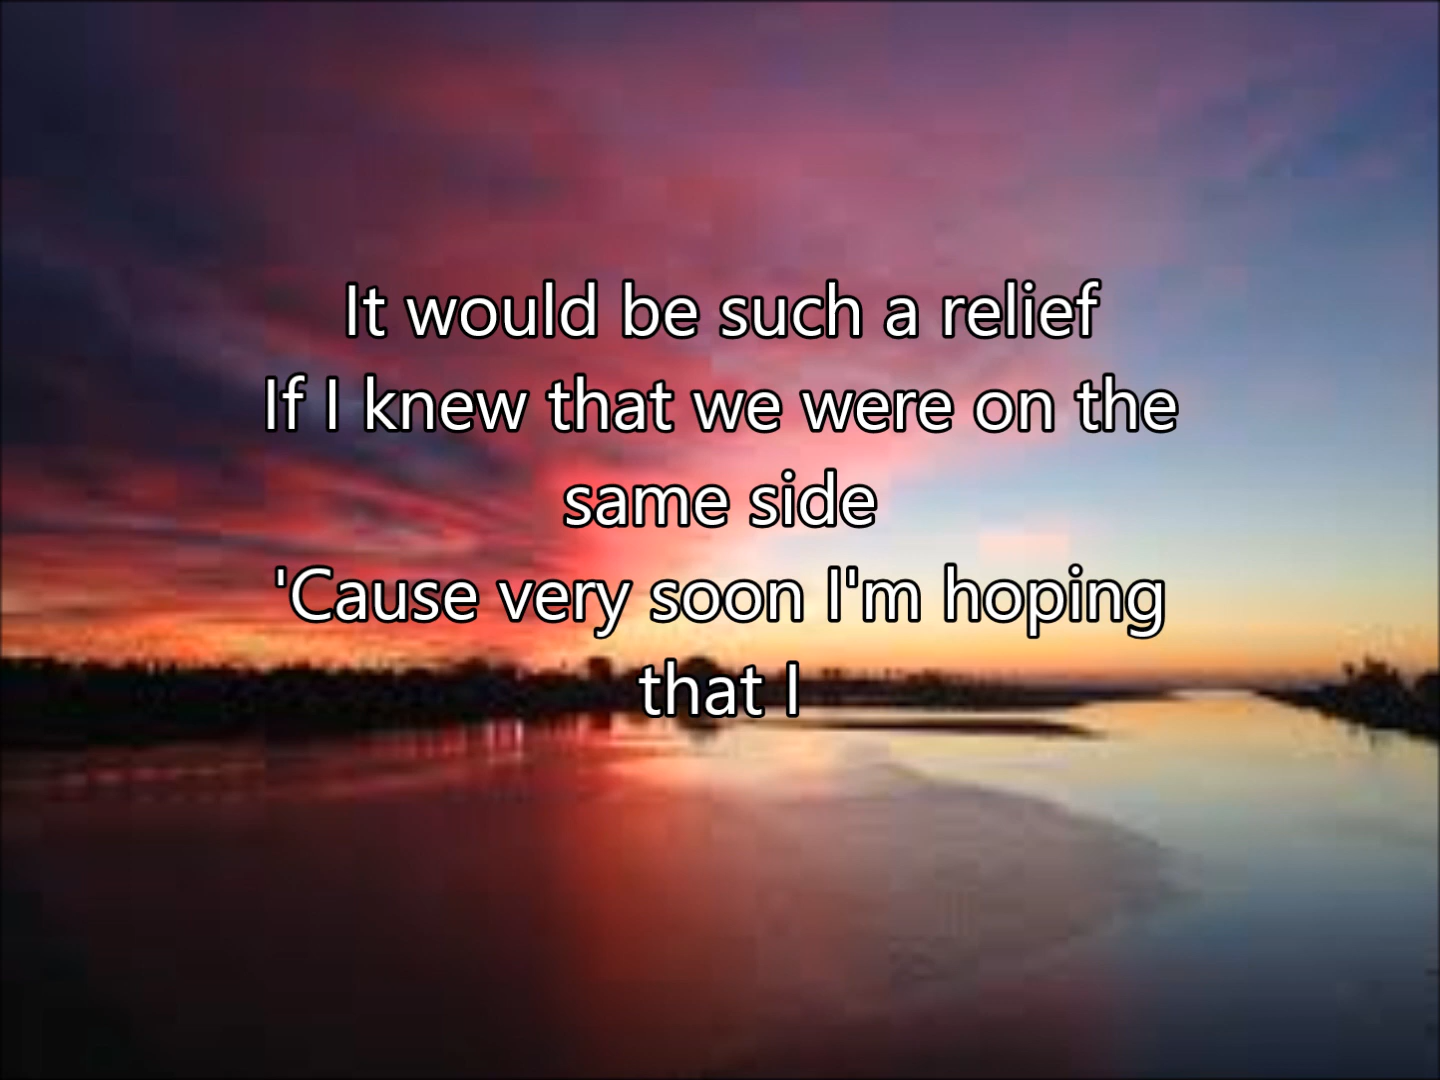 It would be such a relief
If I knew that we were on the
same side
'Cause very soon I'm hoping
that I